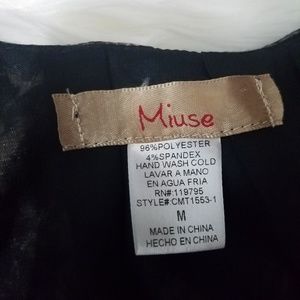 Miuse
96%POLYESTER
4%SPANDEX
HAND WASH COLD
LAVAR A MANO
EN AGUA FRIA
RN#:119795
STYLE#:CMT1553-1
M
MADE IN CHINA
HECHO EN CHINA